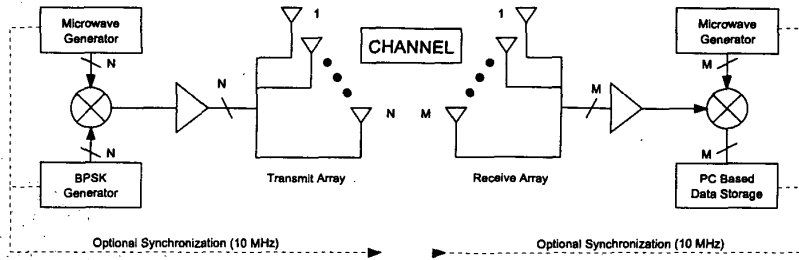 Microwave
Generator
N
N
BPSK
Generator
N
1
N
Transmit Array
CHANNEL
1
M
Receive Array
M
Microwave
Generator
M
M
PC Based
Data Storage
Optional Synchronization (10 MHz)
Optional Synchronization (10 MHz)